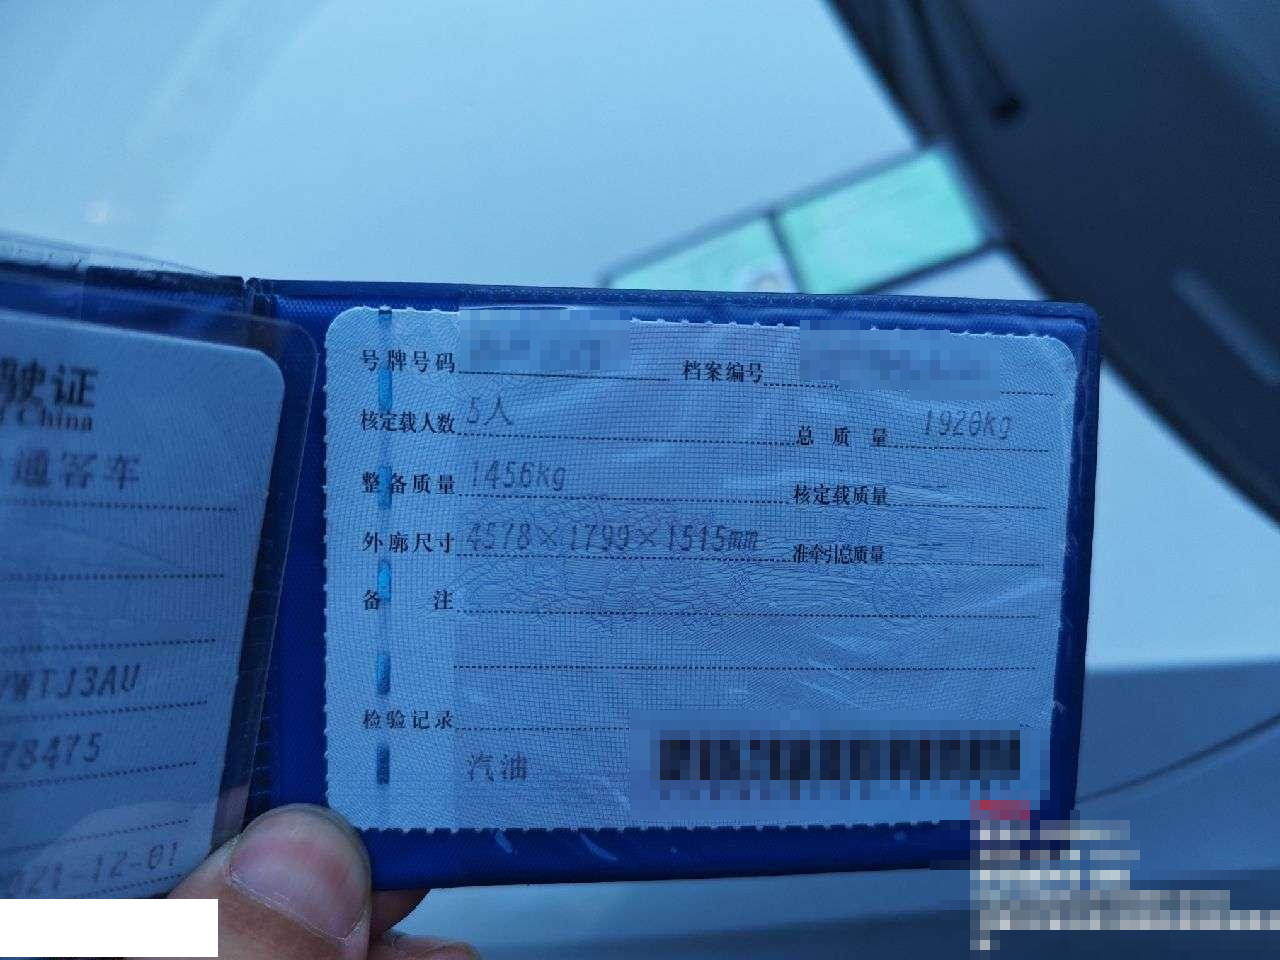 驶证
China
通客车
WTJ3AU
78475
021-12-01
号牌号码
档案编号
核定载人数 5人
总质量 1920kg
整备质量 1456kg
核定载质量 --
外廓尺寸 4578×1799×1515mm
准牵引总质量 --
备注
检验记录
汽油